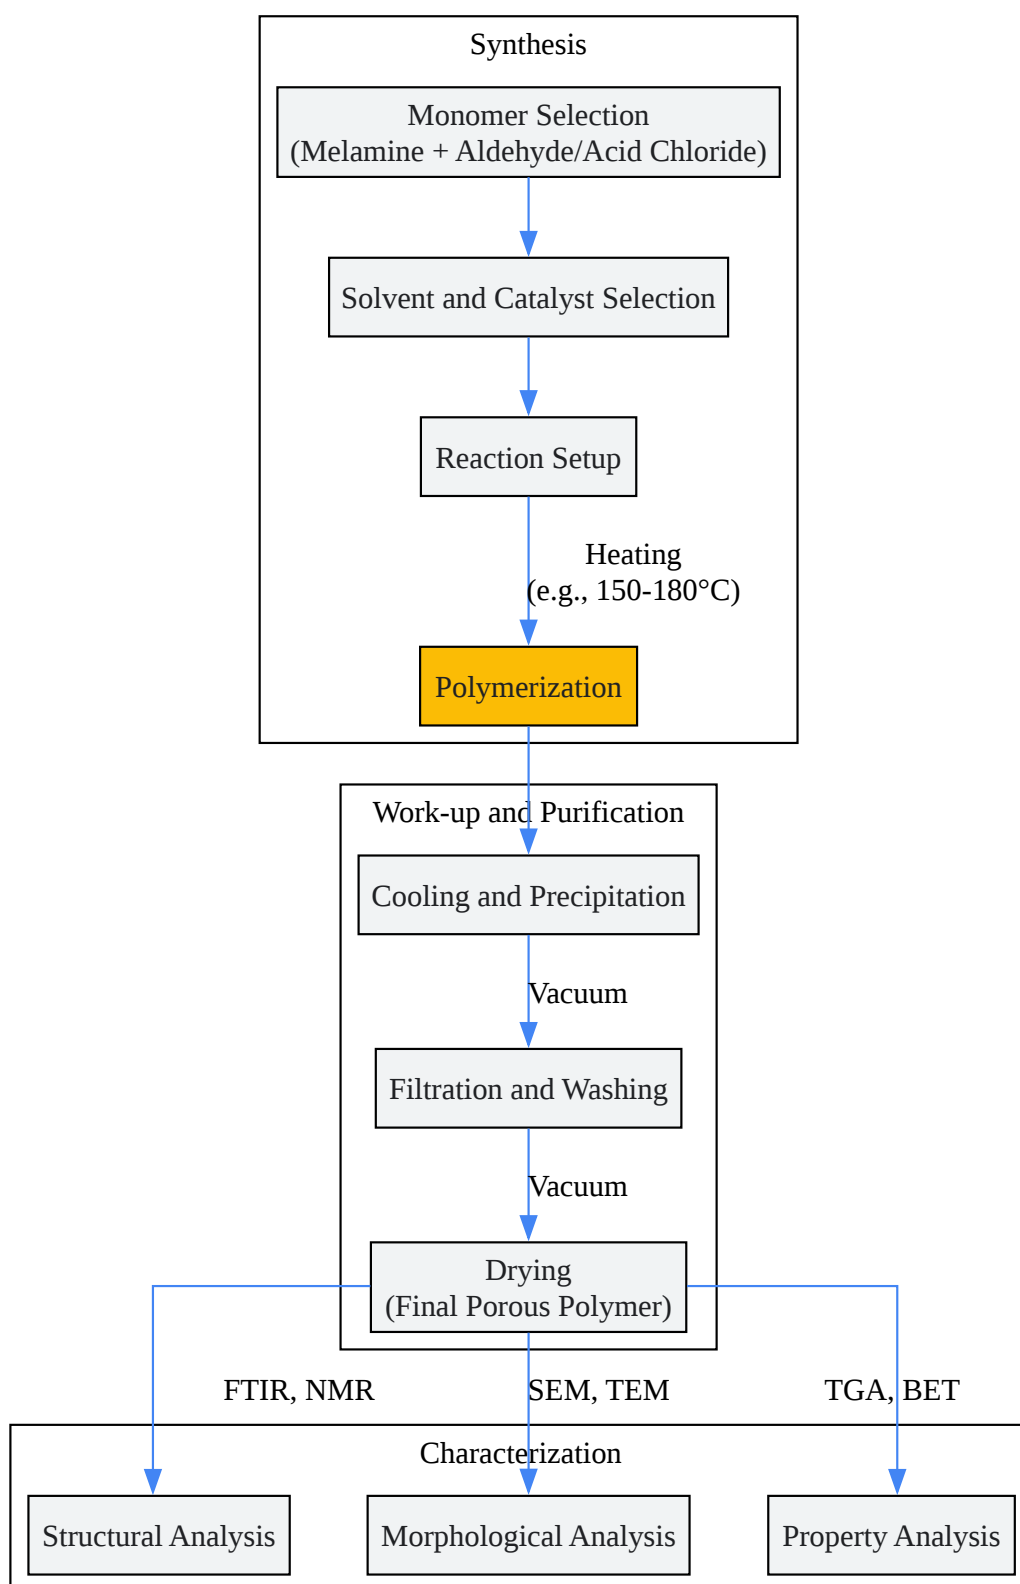 Synthesis
Monomer Selection
(Melamine + Aldehyde/Acid Chloride)
Solvent and Catalyst Selection
Reaction Setup
Heating
(e.g., 150-180°C)
Polymerization
Work-up and Purification
Cooling and Precipitation
Vacuum
Filtration and Washing
Vacuum
Drying
(Final Porous Polymer)
FTIR, NMR
SEM, TEM
TGA, BET
Characterization
Structural Analysis
Morphological Analysis
Property Analysis